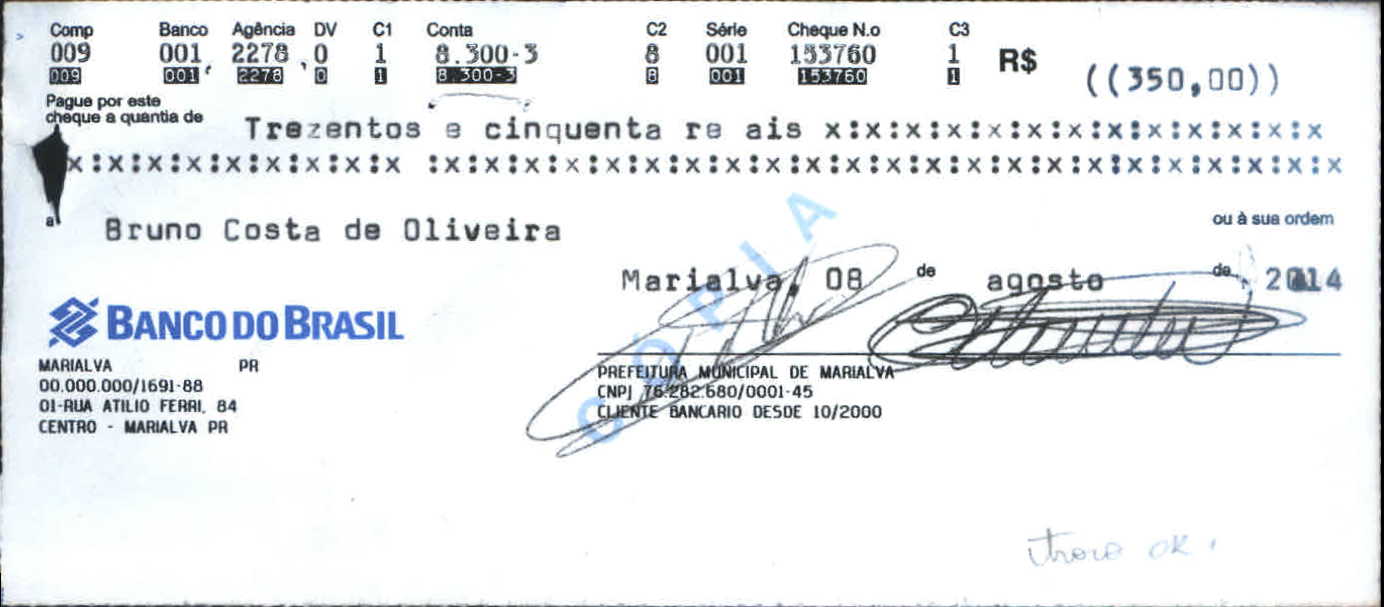 Comp Banco Agência DV C1 Conta C2 Série Cheque N.o C3
009 001 2278 0 1 8.300-3 8 001 153760 1 R$ ((350,00))
009 001 2278 0 1 8.300-3 8 001 153760 1
Pague por este
cheque a quantia de Trezentos e cinquenta re ais x:x:x:x:x:x:x:x:x:x:x:x:x
x:x:x:x:x:x:x:x:x :x:x:x:x:x:x:x:x:x:x:x:x:x:x:x:x:x:x:x:x:x:x:x
a Bruno Costa de Oliveira ou à sua ordem
Marialva, 08 de agosto de 2014
CÓPIA
BANCO DO BRASIL
MARIALVA PR
00.000.000/1691-88
01-RUA ATILIO FERRI, 84
CENTRO - MARIALVA PR
PREFEITURA MUNICIPAL DE MARIALVA
CNPJ 76.282.680/0001-45
CLIENTE BANCARIO DESDE 10/2000
OK